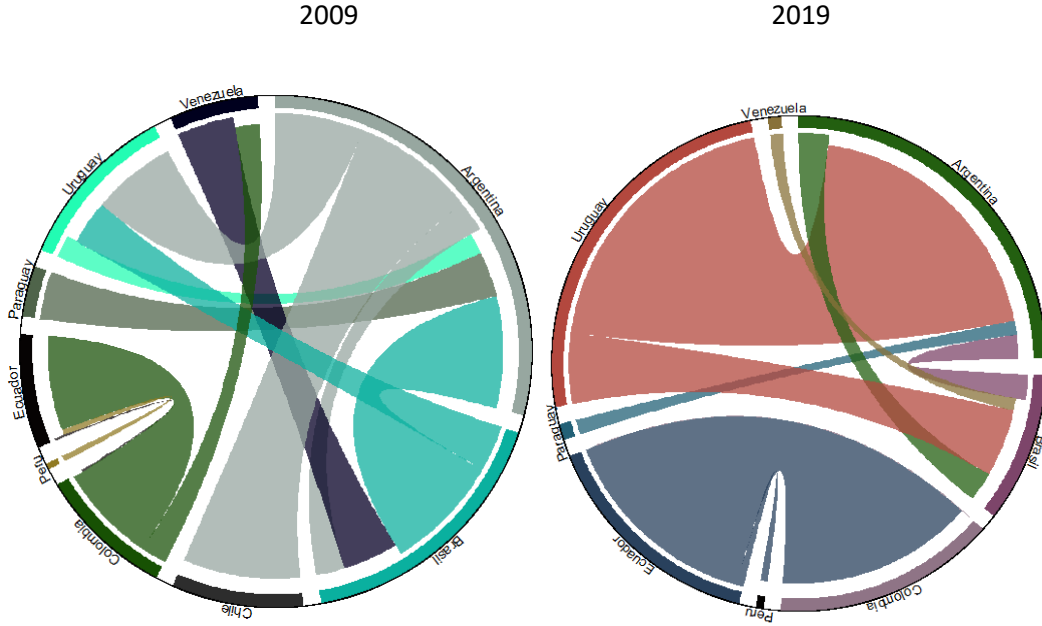 2009
2019
Venezuela
Argentina
Brasil
Chile
Colombia
Peru
Ecuador
Paraguay
Uruguay
Venezuela
Argentina
Brasil
Colombia
Peru
Ecuador
Paraguay
Uruguay